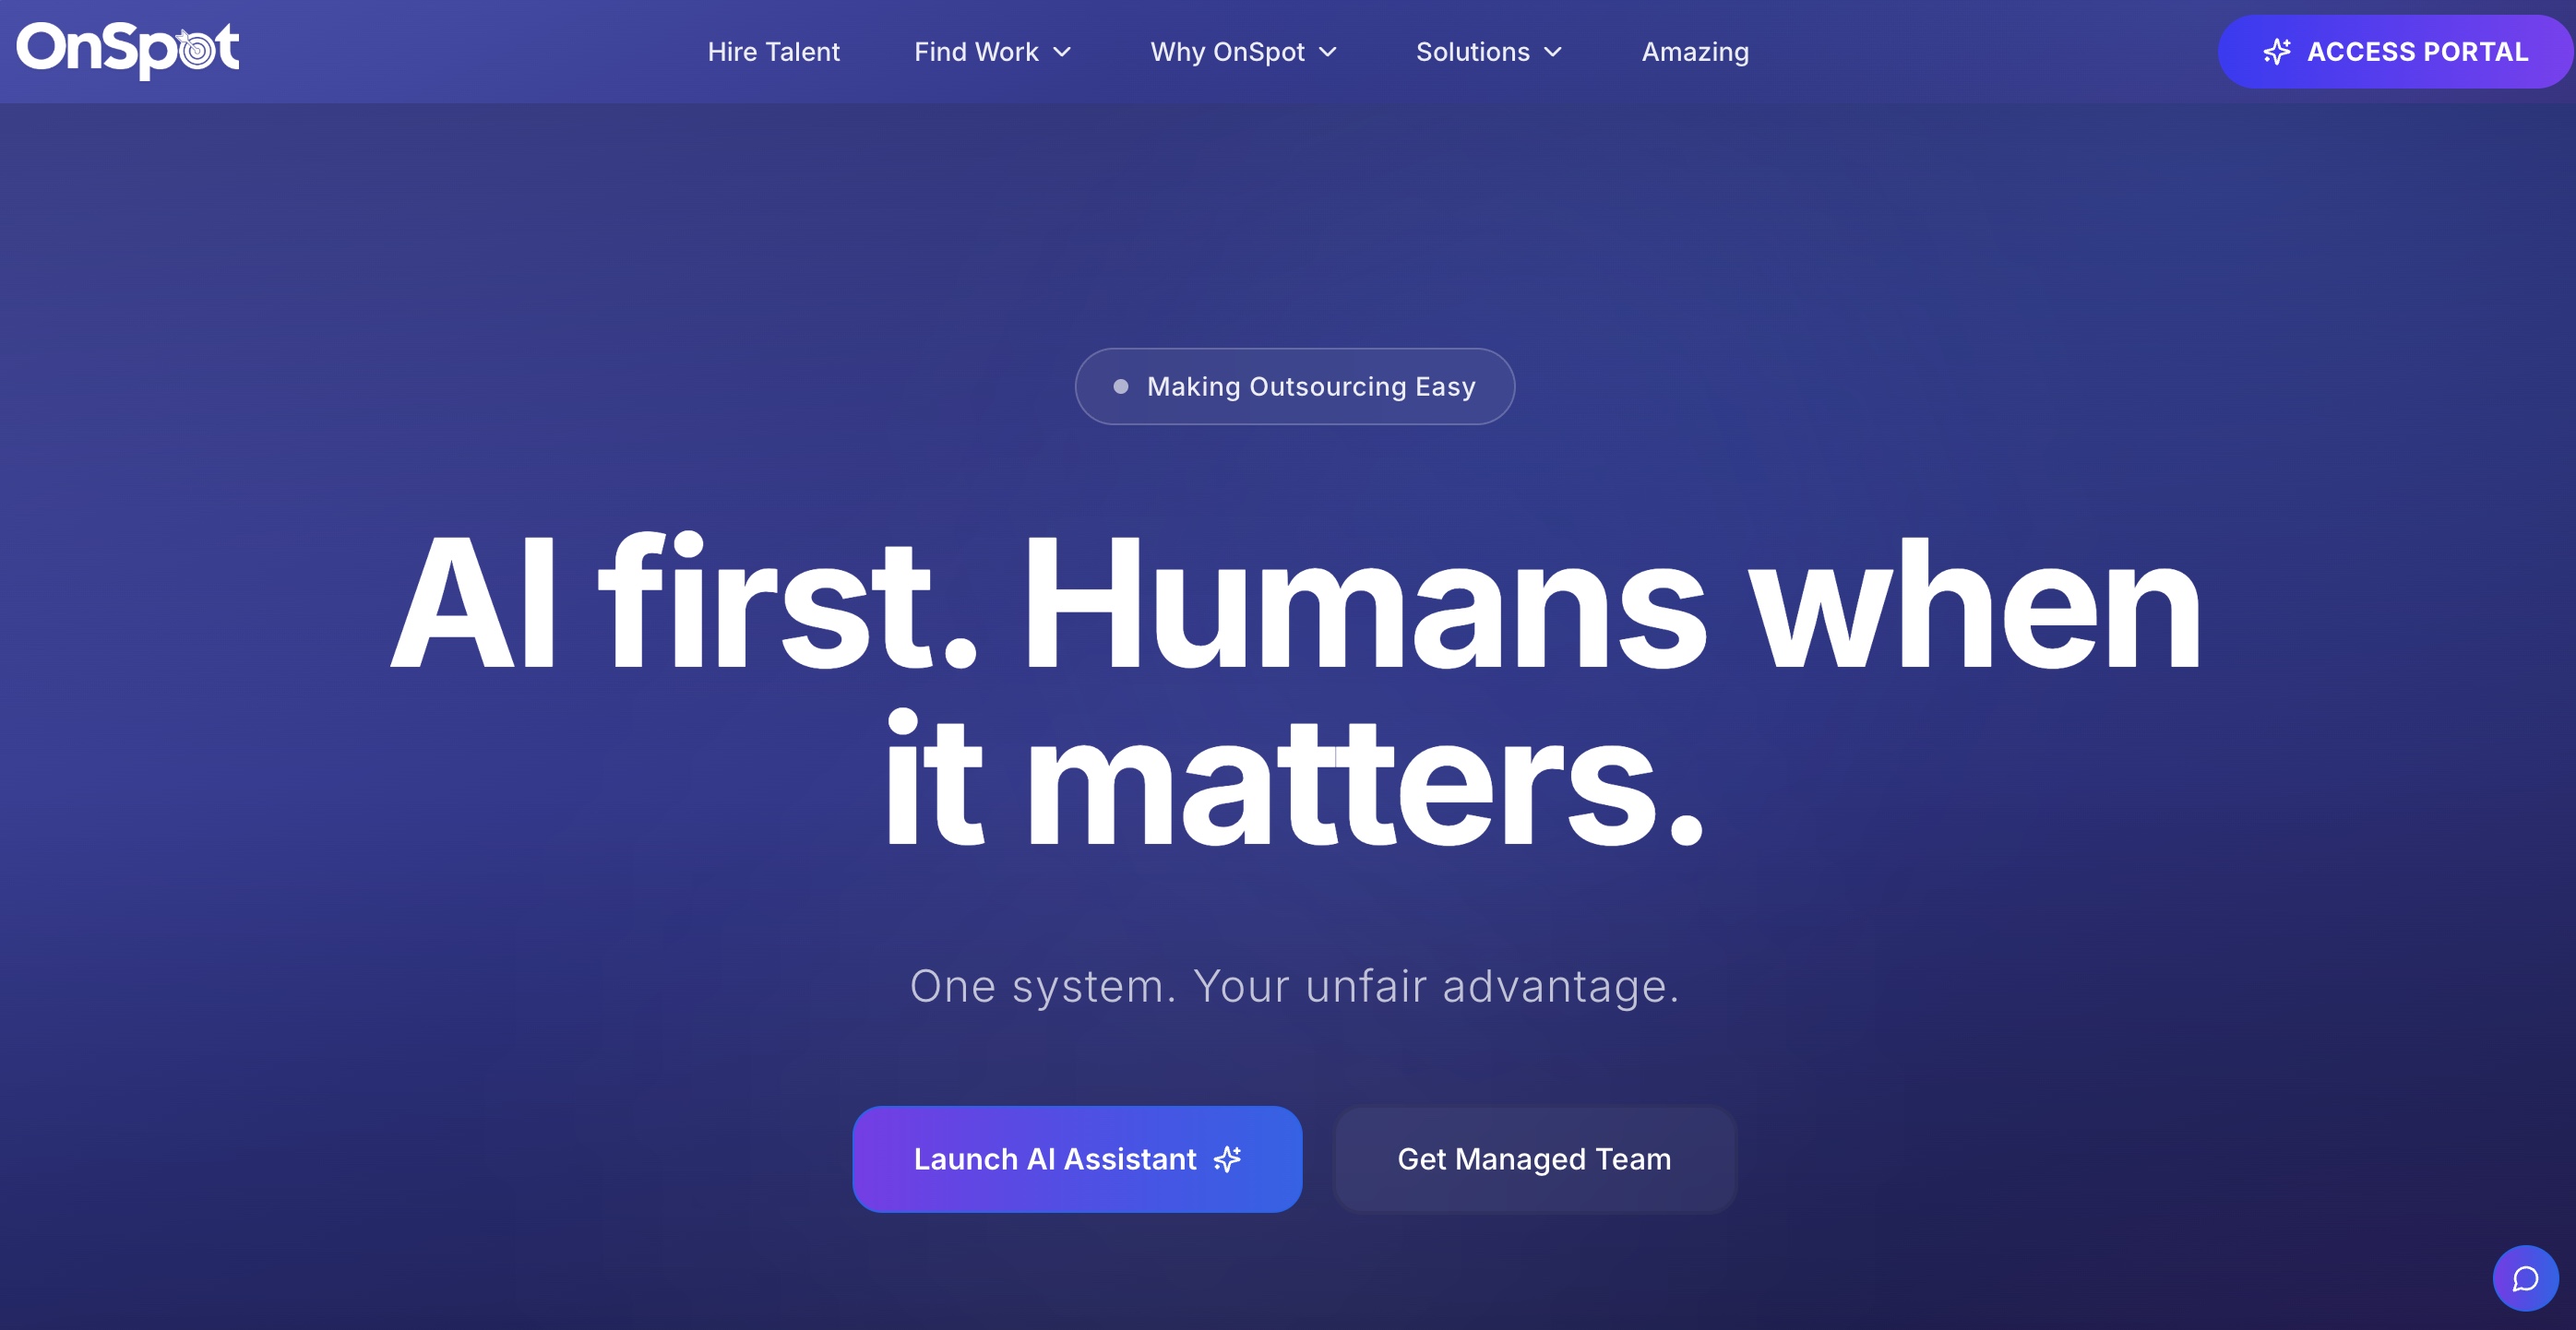 OnSpot
Hire Talent
Find Work
Why OnSpot
Solutions
Amazing
ACCESS PORTAL
Making Outsourcing Easy
AI first. Humans when
it matters.
One system. Your unfair advantage.
Launch AI Assistant
Get Managed Team